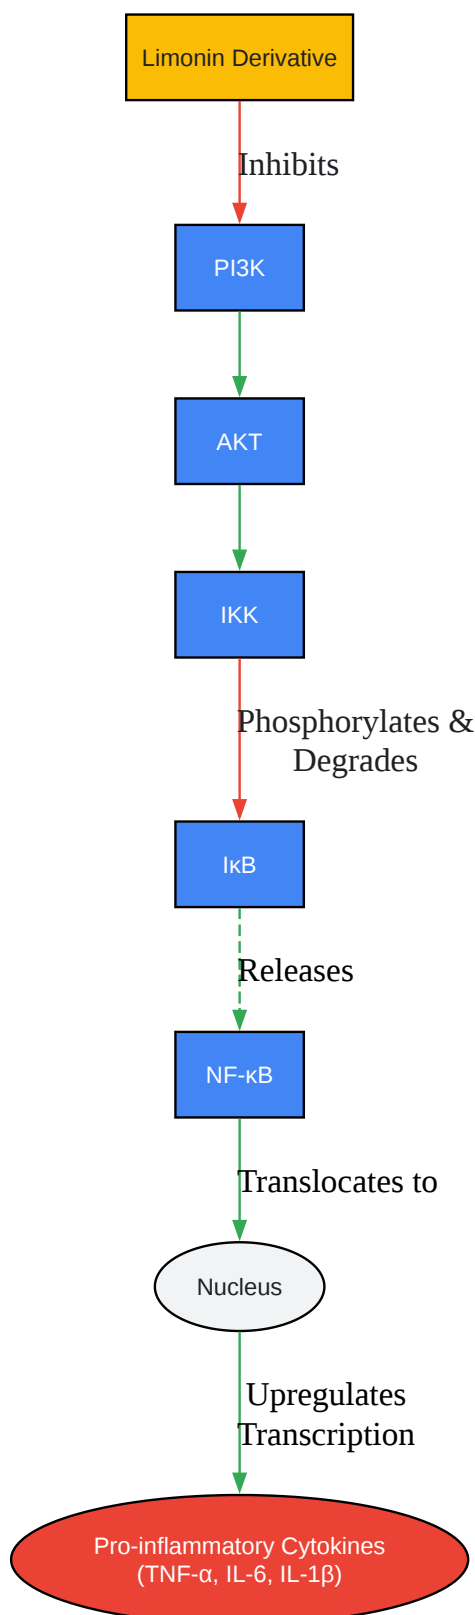 Limonin Derivative
Inhibits
PI3K
AKT
IKK
Phosphorylates &
Degrades
IκB
Releases
NF-κB
Translocates to
Nucleus
Upregulates
Transcription
Pro-inflammatory Cytokines
(TNF-α, IL-6, IL-1β)